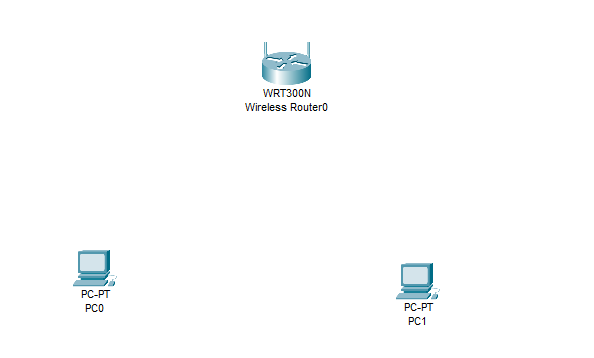 WRT300N
Wireless Router0
PC-PT
PC0
PC-PT
PC1